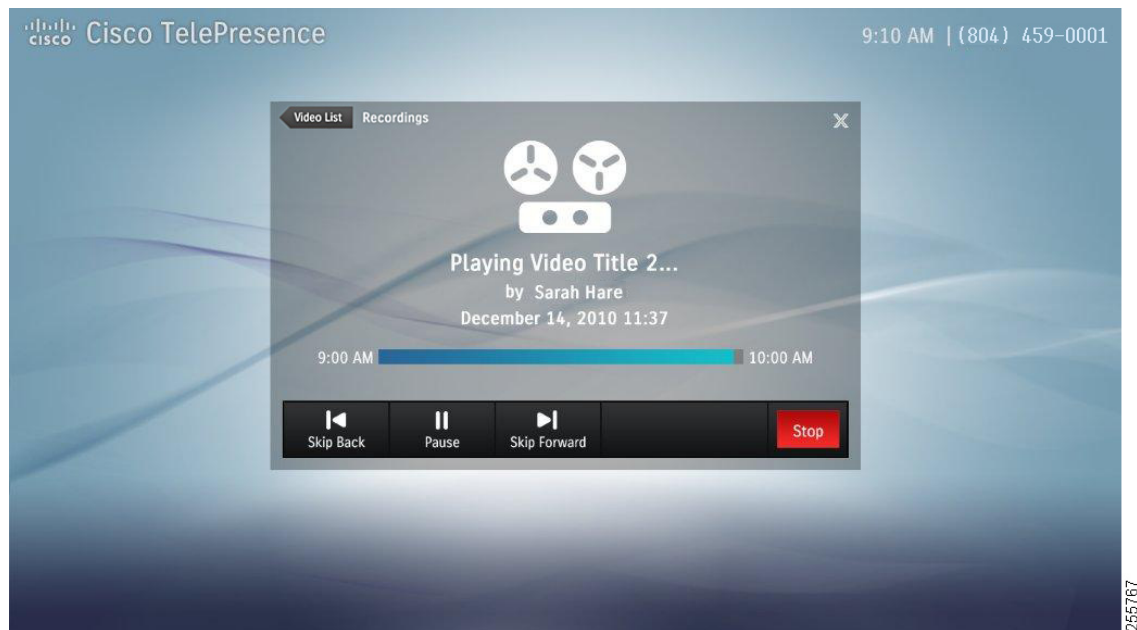 cisco Cisco TelePresence
9:10 AM | (804) 459-0001
Video List Recordings X
Playing Video Title 2...
by Sarah Hare
December 14, 2010 11:37
9:00 AM 10:00 AM
Skip Back Pause Skip Forward Stop
255767